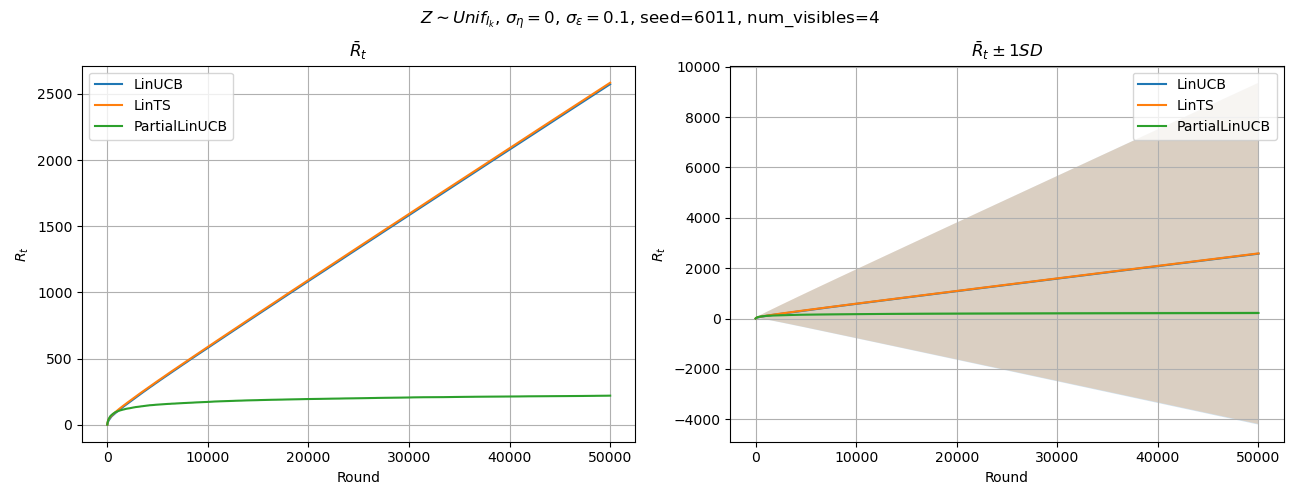 Z ~ Unif_{I_k}, σ_η = 0, σ_ε = 0.1, seed=6011, num_visibles=4
R̄_t
R_t
2500
2000
1500
1000
500
0
LinUCB
LinTS
PartialLinUCB
0 10000 20000 30000 40000 50000
Round
R̄_t ± 1SD
R_t
10000
8000
6000
4000
2000
0
−2000
−4000
LinUCB
LinTS
PartialLinUCB
0 10000 20000 30000 40000 50000
Round